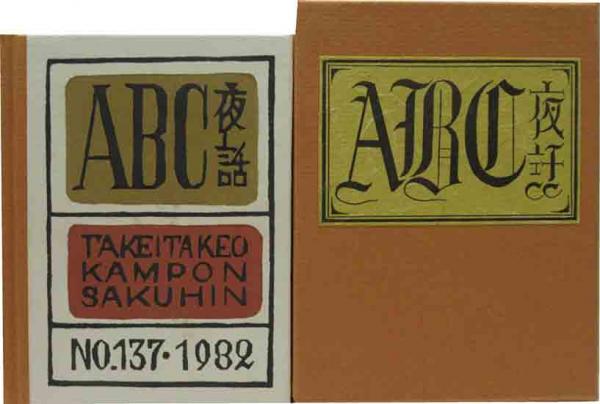 ABC夜話
TAKEITAKEO
KAMPON
SAKUHIN
NO.137・1982
ABC夜話